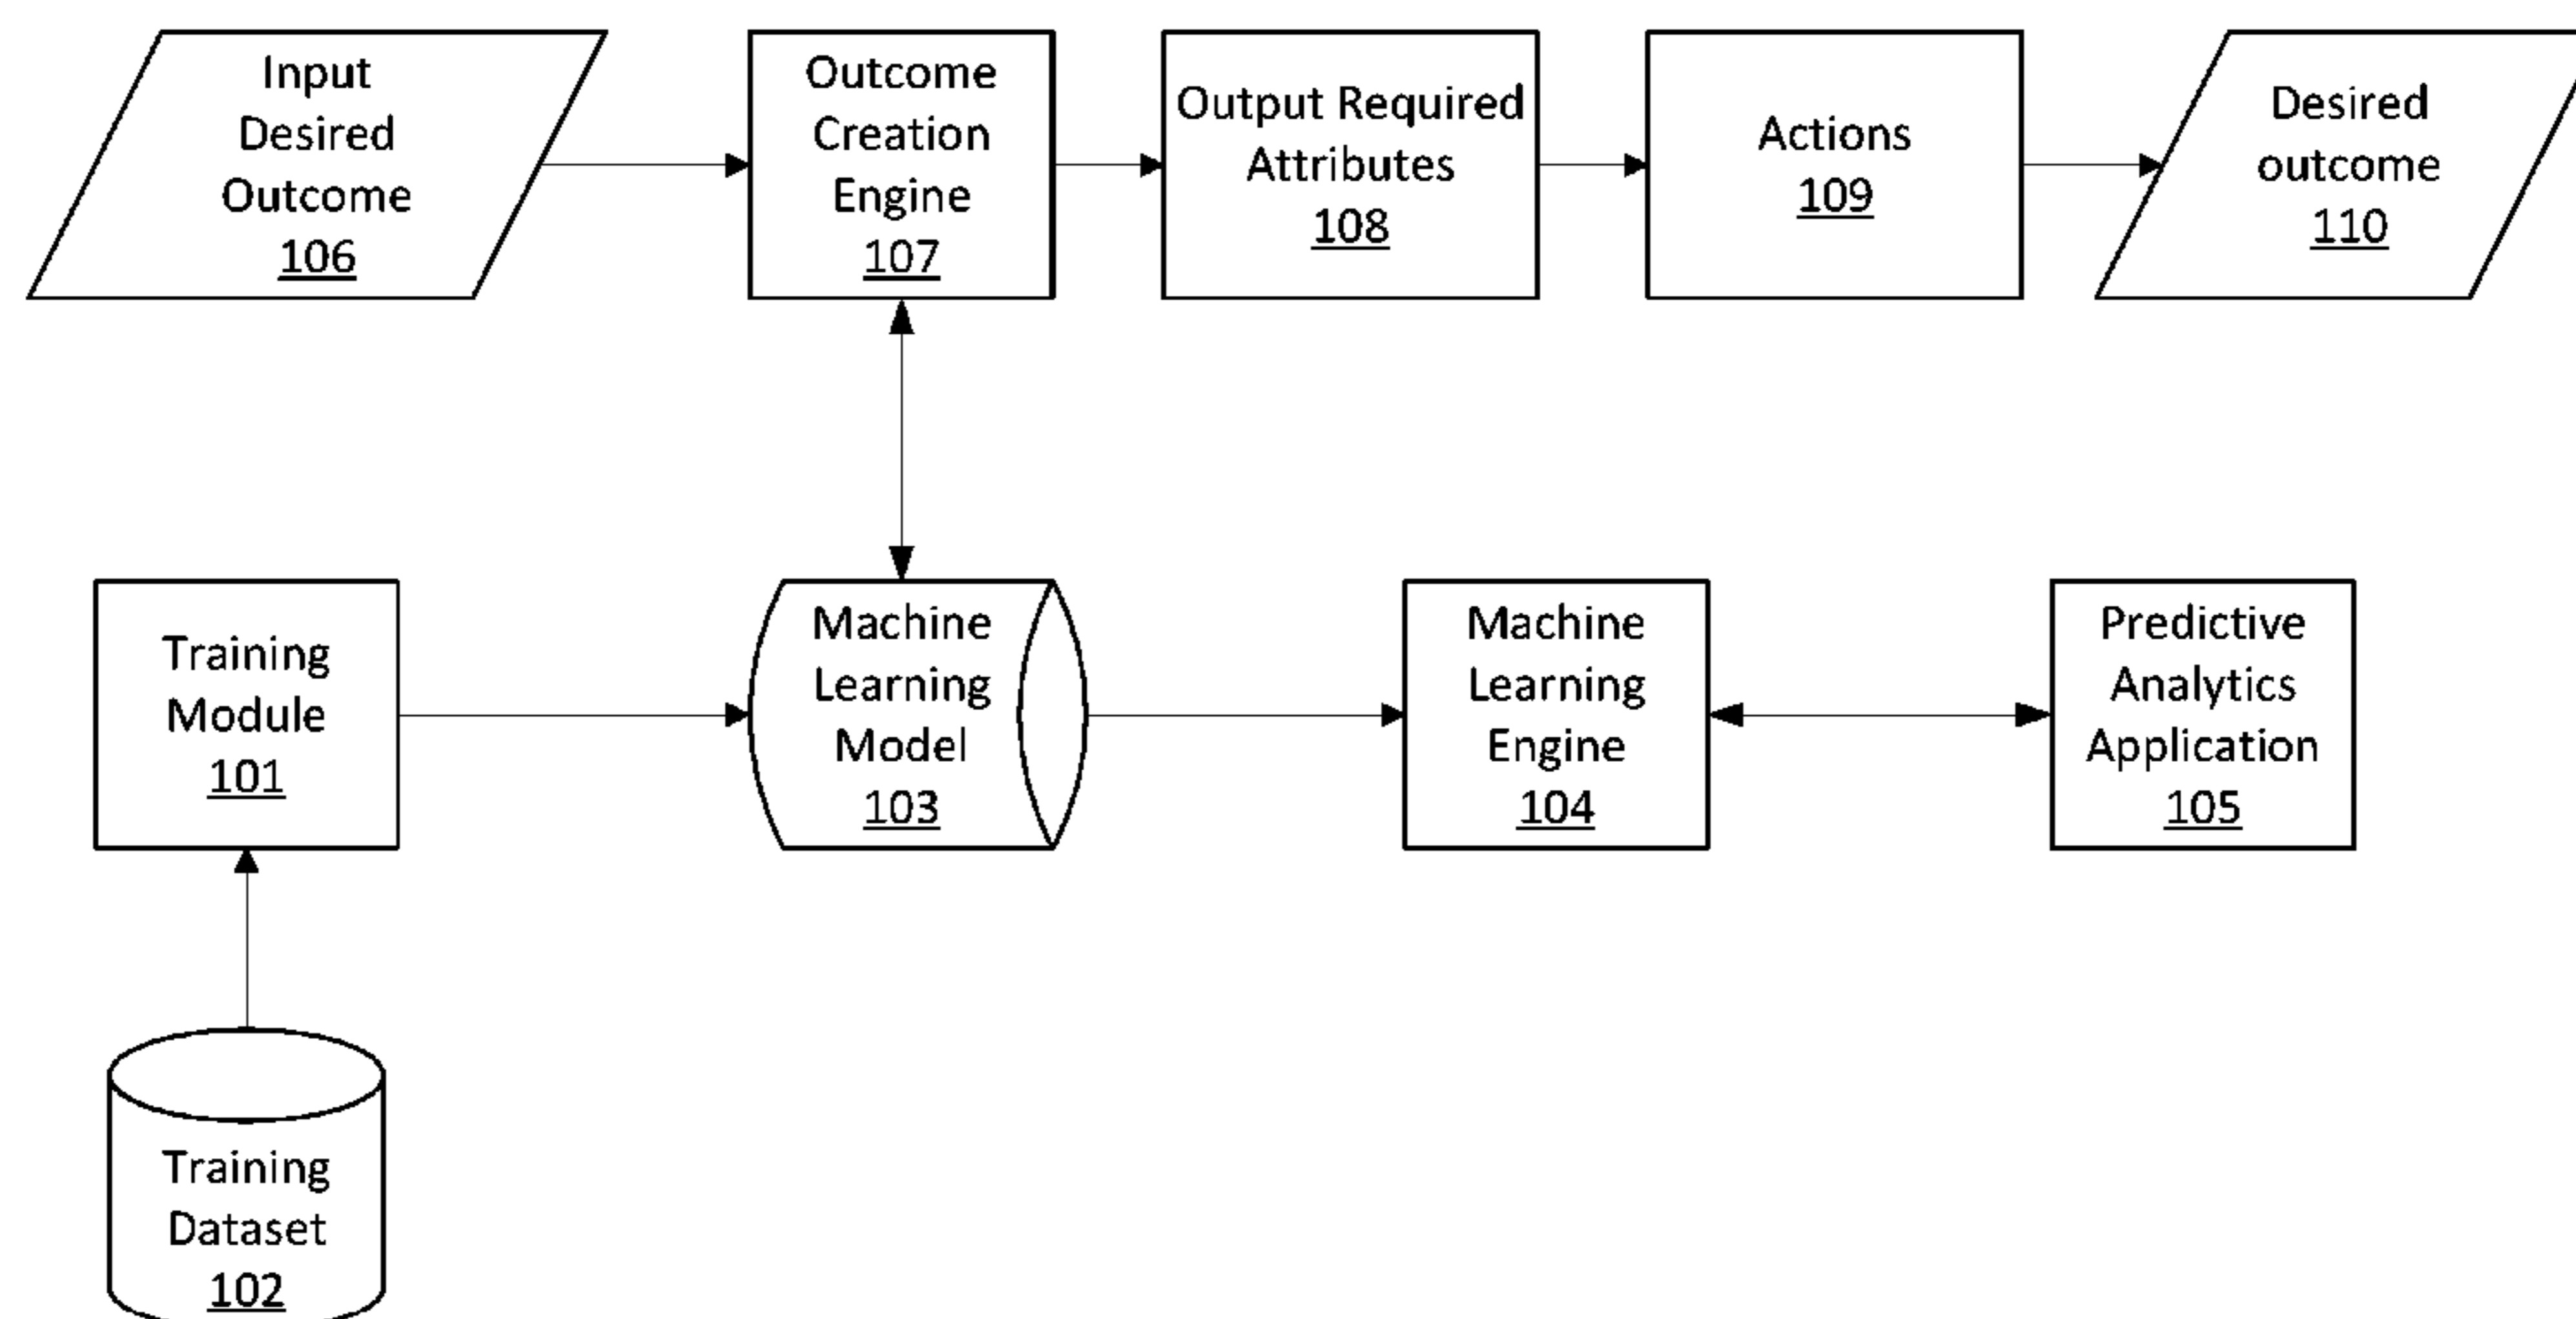 Input
Desired
Outcome
106
Outcome
Creation
Engine
107
Output Required
Attributes
108
Actions
109
Desired
outcome
110
Training
Module
101
Machine
Learning
Model
103
Machine
Learning
Engine
104
Predictive
Analytics
Application
105
Training
Dataset
102